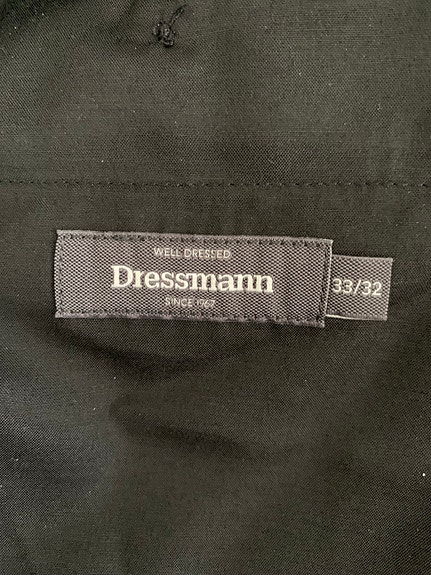 WELL DRESSED
Dressmann
SINCE 1967
33/32